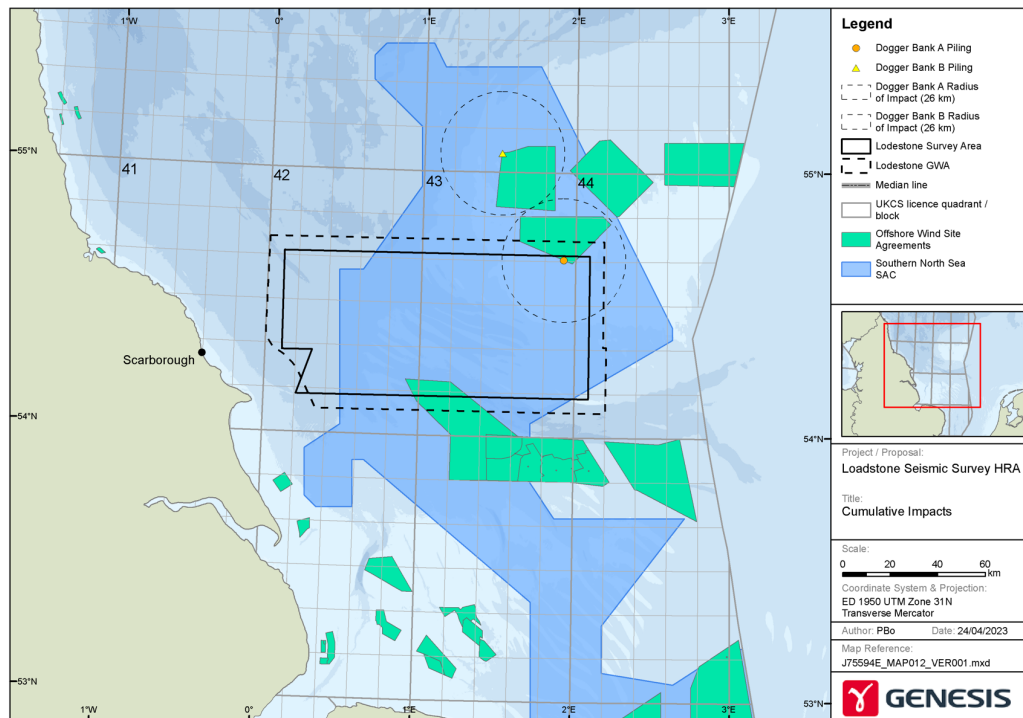 1°W 0° 1°E 2°E 3°E
55°N
41
42
43
44
55°N
Scarborough
54°N
54°N
53°N
53°N
1°W 0° 1°E 2°E 3°E
Legend
Dogger Bank A Piling
Dogger Bank B Piling
Dogger Bank A Radius
of Impact (26 km)
Dogger Bank B Radius
of Impact (26 km)
Lodestone Survey Area
Lodestone GWA
Median line
UKCS licence quadrant /
block
Offshore Wind Site
Agreements
Southern North Sea
SAC
Project / Proposal:
Loadstone Seismic Survey HRA
Title:
Cumulative Impacts
Scale:
0 20 40 60
km
Coordinate System & Projection:
ED 1950 UTM Zone 31N
Transverse Mercator
Author: PBo Date: 24/04/2023
Map Reference:
J75594E_MAP012_VER001.mxd
GENESIS